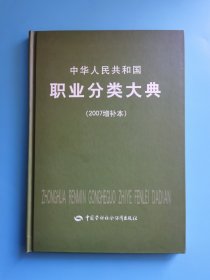 中华人民共和国
职业分类大典
(2007增补本)
ZHONGHUA RENMIN GONGHEGUO ZHIYE FENLEI DADIAN
中国劳动社会保障出版社